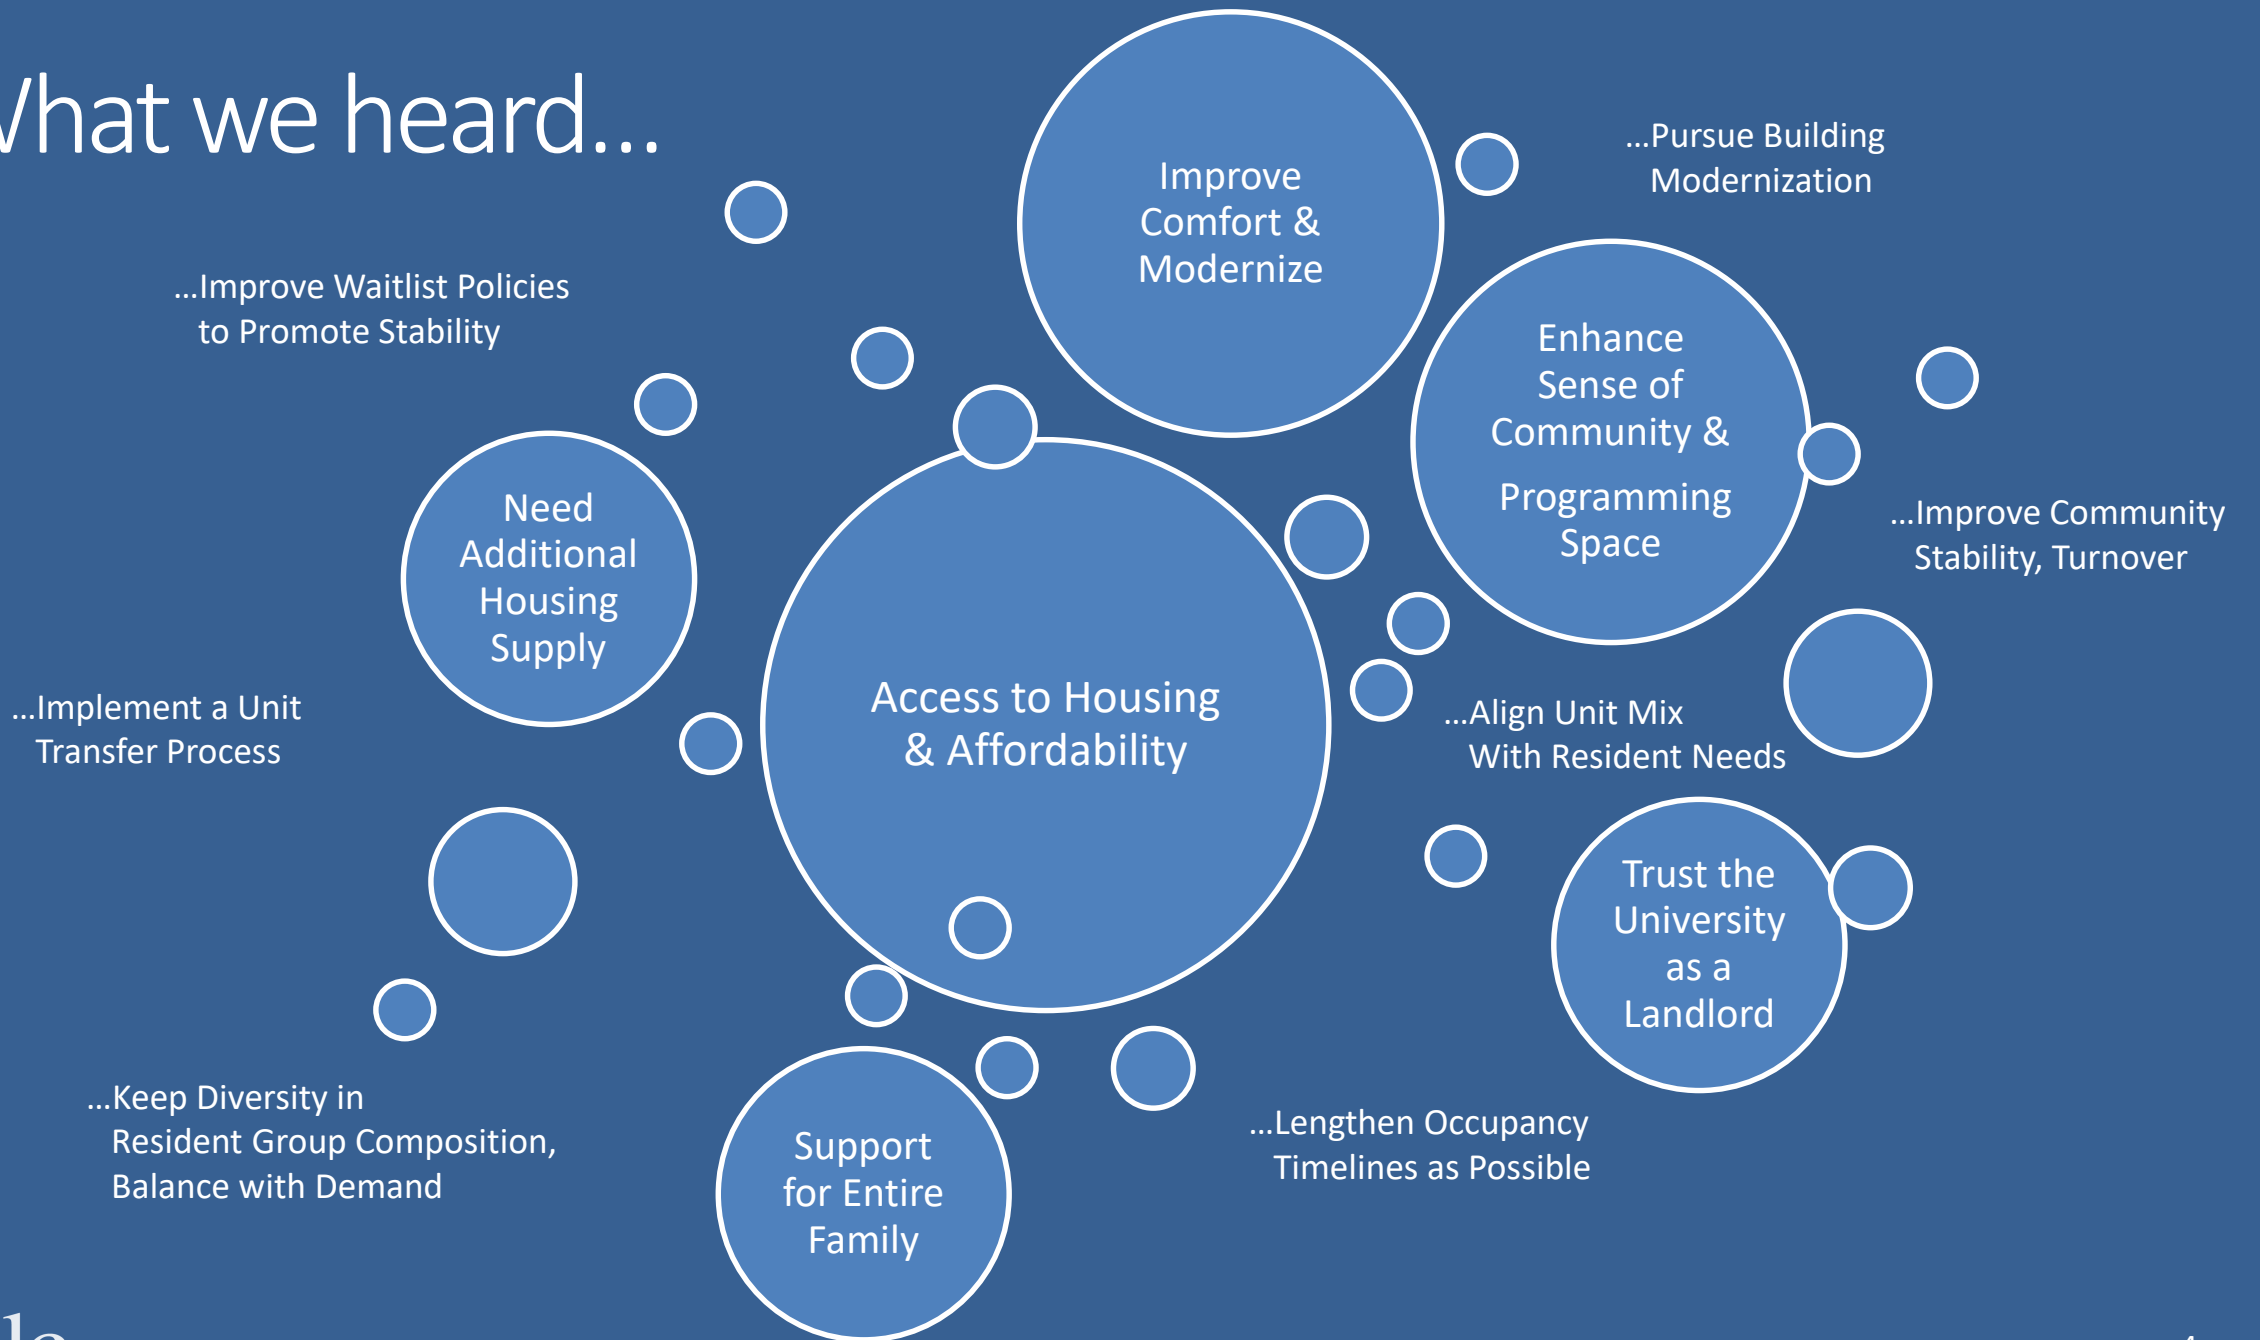 What we heard...
Improve
Comfort &
Modernize
...Pursue Building
Modernization
...Improve Waitlist Policies
to Promote Stability
Enhance
Sense of
Community &
Programming
Space
Need
Additional
Housing
Supply
...Improve Community
Stability, Turnover
Access to Housing
& Affordability
...Implement a Unit
Transfer Process
...Align Unit Mix
With Resident Needs
Trust the
University
as a
Landlord
...Keep Diversity in
Resident Group Composition,
Balance with Demand
Support
for Entire
Family
...Lengthen Occupancy
Timelines as Possible